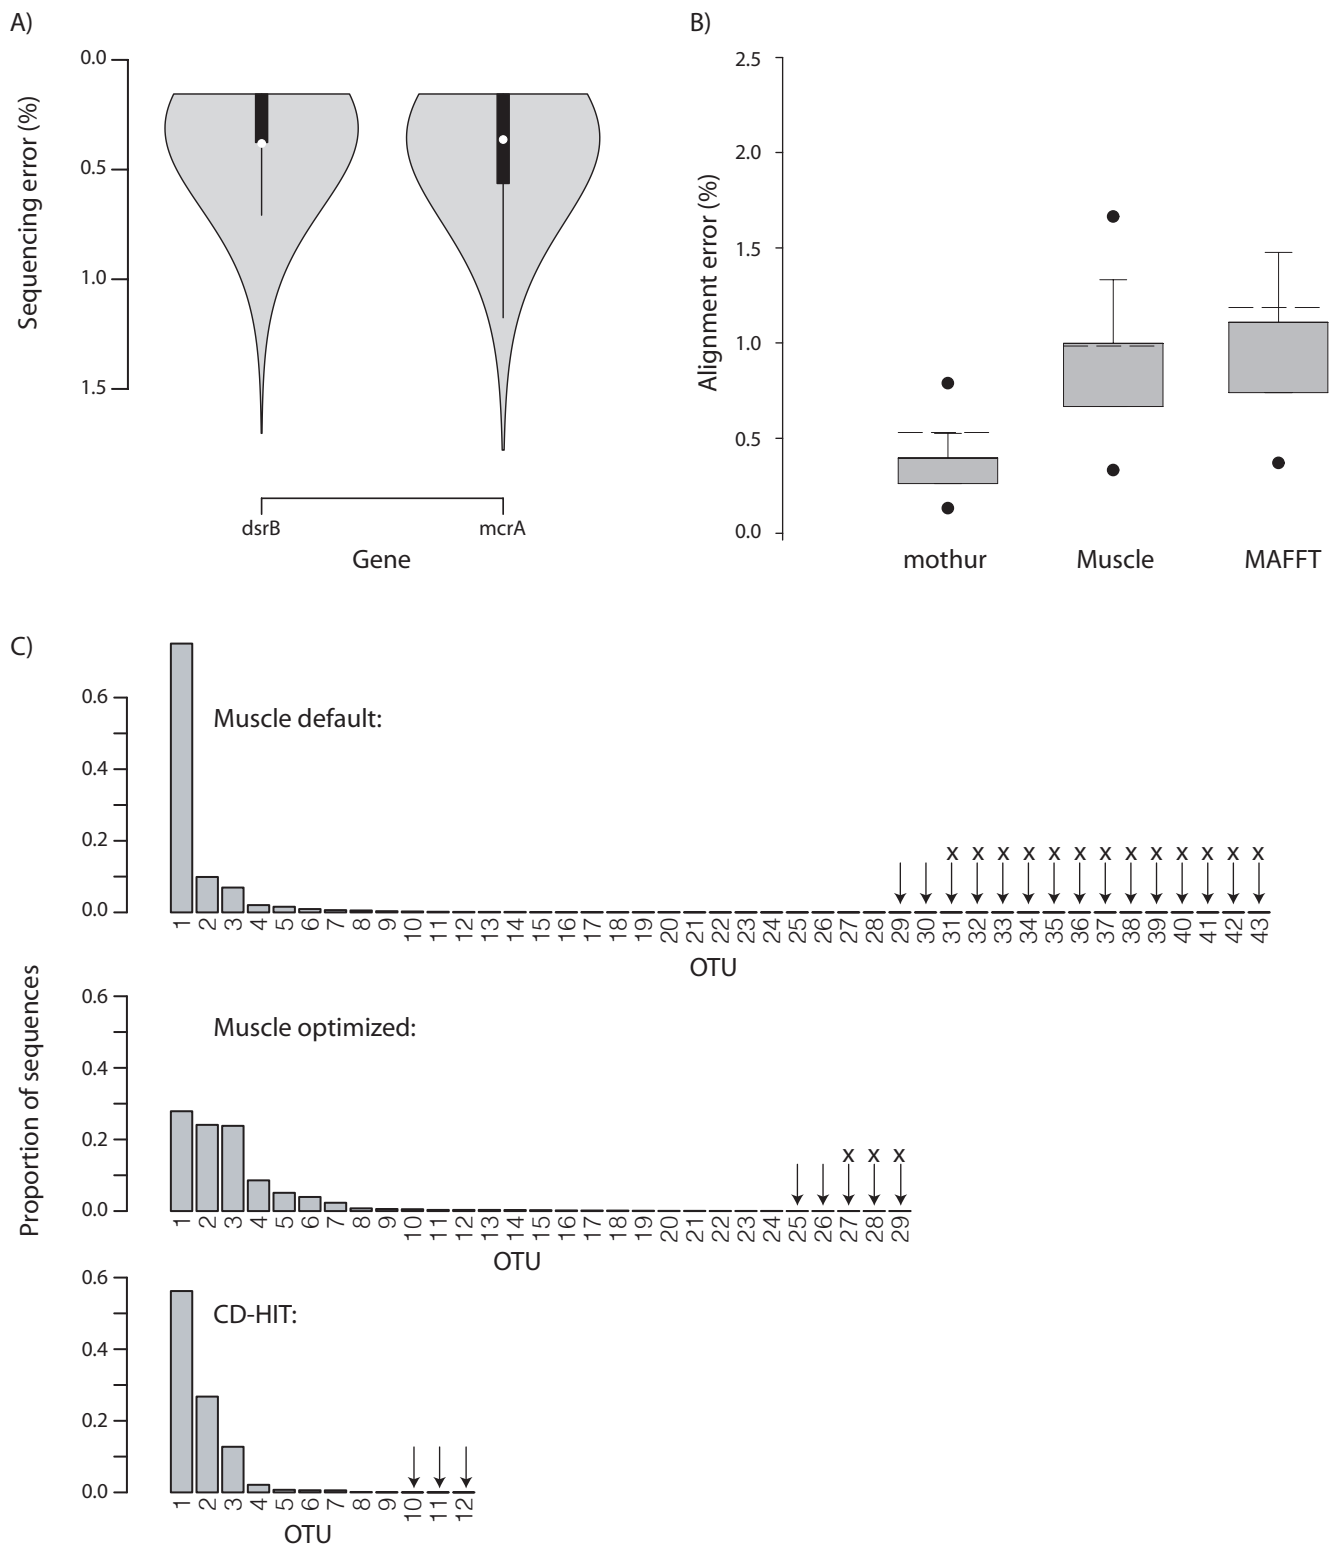 A)
Sequencing error (%)
0.0
0.5
1.0
1.5
dsrB mcrA
Gene
B)
Alignment error (%)
2.5
2.0
1.5
1.0
0.5
0.0
mothur Muscle MAFFT
C)
Proportion of sequences
Muscle default:
0.6
0.4
0.2
0.0
x x x x x x x x x x x x x
1 2 3 4 5 6 7 8 9 10 11 12 13 14 15 16 17 18 19 20 21 22 23 24 25 26 27 28 29 30 31 32 33 34 35 36 37 38 39 40 41 42 43
OTU
0.6
Muscle optimized:
0.4
0.2
0.0
x x x
1 2 3 4 5 6 7 8 9 10 11 12 13 14 15 16 17 18 19 20 21 22 23 24 25 26 27 28 29
OTU
0.6
CD-HIT:
0.4
0.2
0.0
1 2 3 4 5 6 7 8 9 10 11 12
OTU